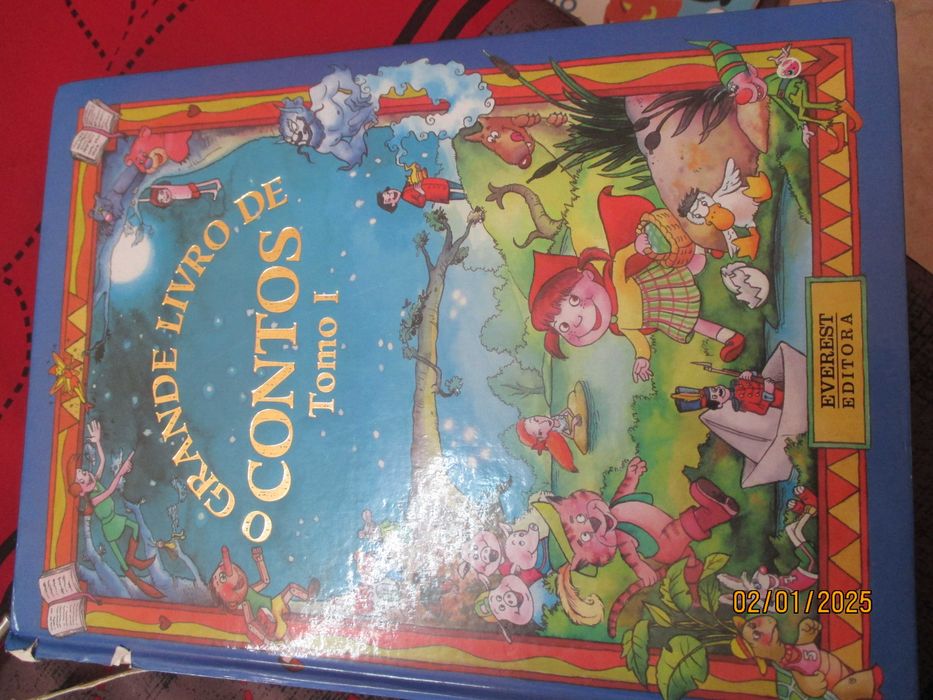 O GRANDE LIVRO DE
CONTOS
Tomo I
EVEREST
EDITORA
02/01/2025